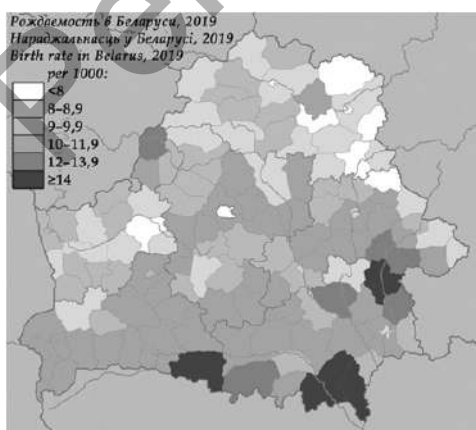 Рождаемость в Беларуси, 2019
Нараджальнасць у Беларусі, 2019
Birth rate in Belarus, 2019
per 1000:
<8
8–8,9
9–9,9
10–11,9
12–13,9
≥14